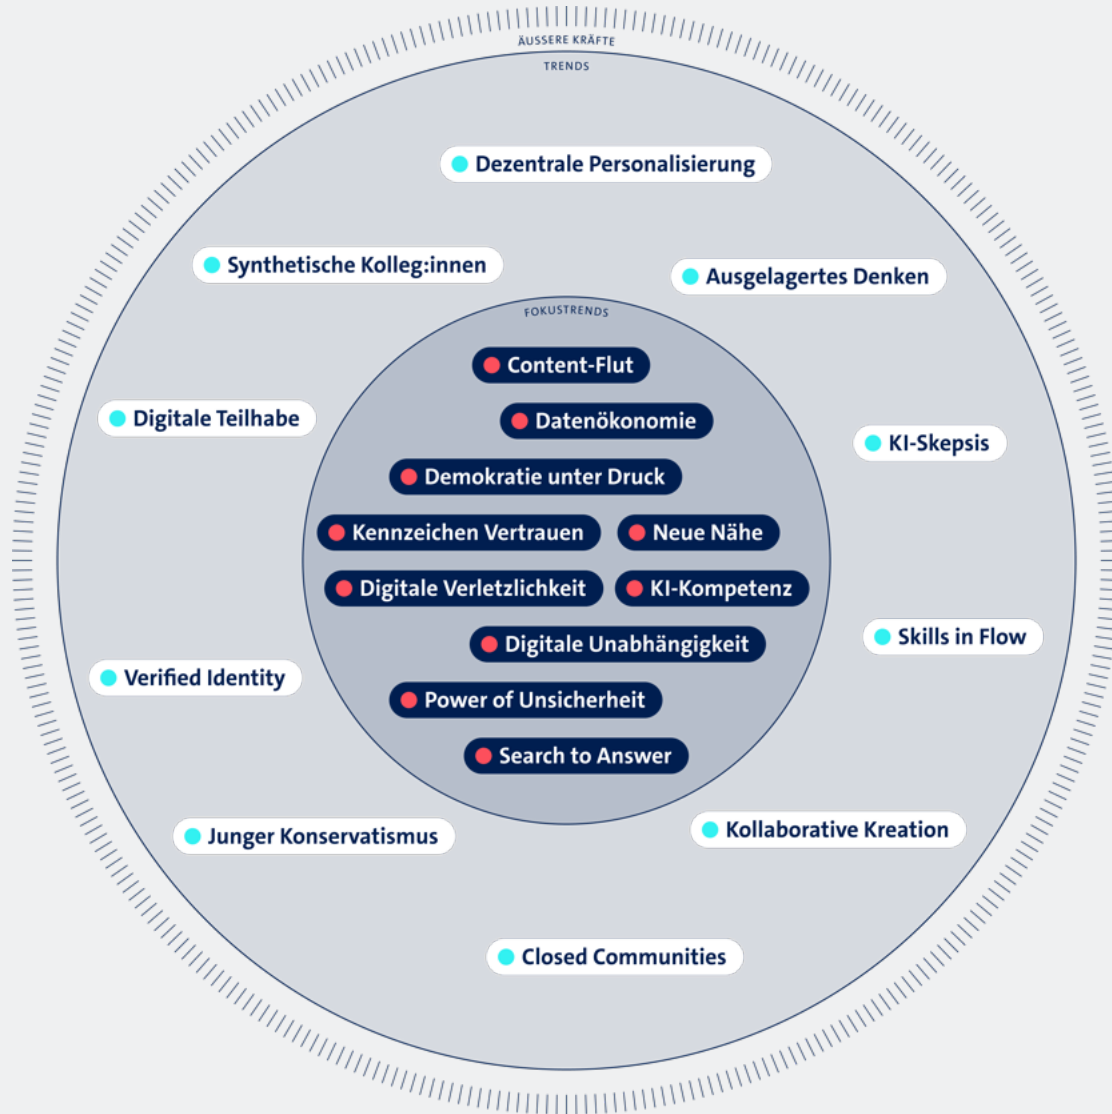 ÄUSSERE KRÄFTE
TRENDS
Dezentrale Personalisierung
Synthetische Kolleg:innen
Ausgelagertes Denken
FOKUSTRENDS
Content-Flut
Digitale Teilhabe
Datenökonomie
KI-Skepsis
Demokratie unter Druck
Kennzeichen Vertrauen
Neue Nähe
Digitale Verletzlichkeit
KI-Kompetenz
Skills in Flow
Digitale Unabhängigkeit
Verified Identity
Power of Unsicherheit
Search to Answer
Junger Konservatismus
Kollaborative Kreation
Closed Communities